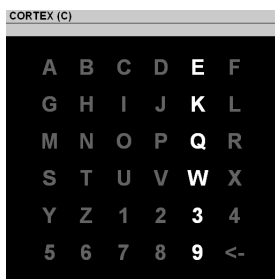 CORTEX (C)
A B C D E F
G H I J K L
M N O P Q R
S T U V W X
Y Z 1 2 3 4
5 6 7 8 9 <-